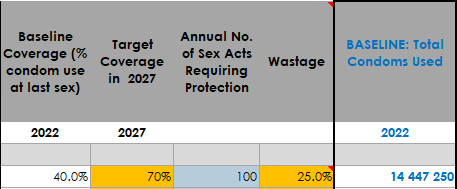 Baseline
Coverage (%
condom use
at last sex)
Target
Coverage
in 2027
Annual No.
of Sex Acts
Requiring
Protection
Wastage
BASELINE: Total
Condoms Used
2022
2027
2022
40.0%
70%
100
25.0%
14 447 250